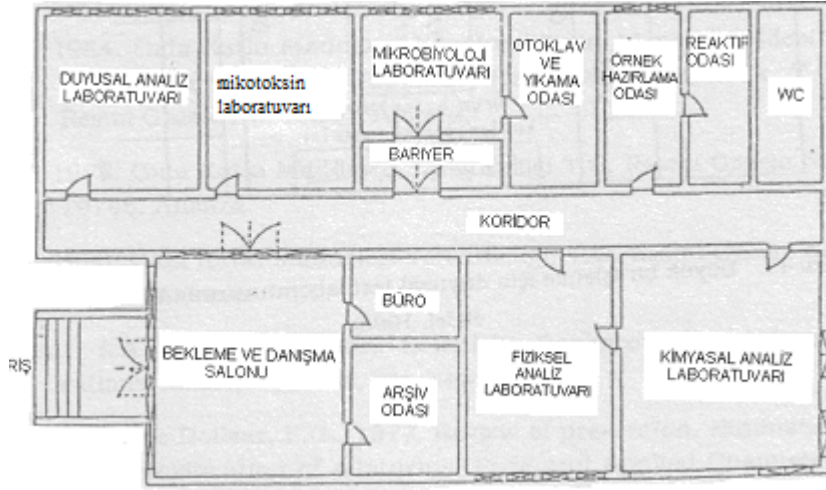 DUYUSAL ANALİZ
LABORATUVARI
mikotoksin
laboratuvarı
MİKROBİYOLOJİ
LABORATUVARI
OTOKLAV
VE
YIKAMA
ODASI
ÖRNEK
HAZIRLAMA
ODASI
REAKTİF
ODASI
WC
BARİYER
KORİDOR
BÜRO
BEKLEME VE DANIŞMA
SALONU
ARŞİV
ODASI
FİZİKSEL
ANALİZ
LABORATUVARI
KİMYASAL ANALİZ
LABORATUVARI
RİŞ